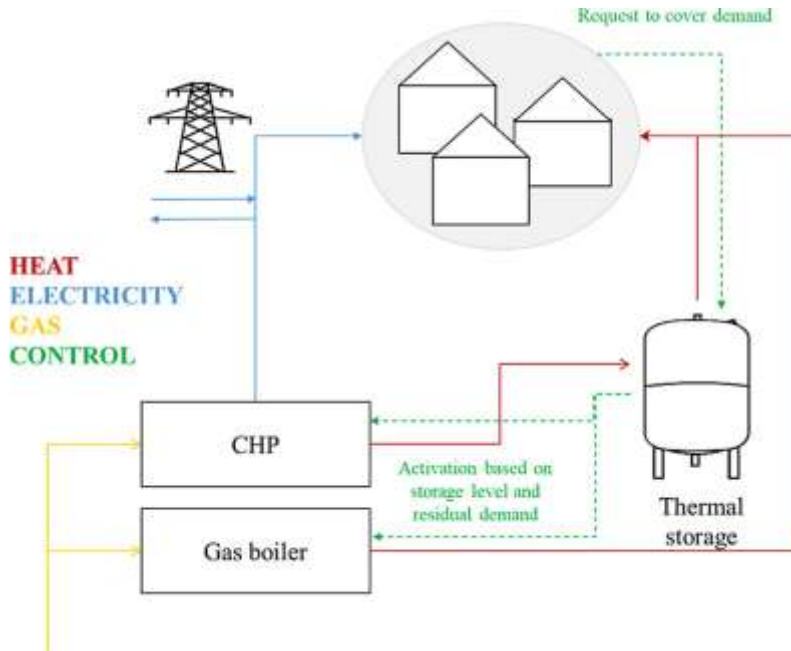 Request to cover demand
HEAT
ELECTRICITY
GAS
CONTROL
CHP
Activation based on
storage level and
residual demand
Thermal
storage
Gas boiler